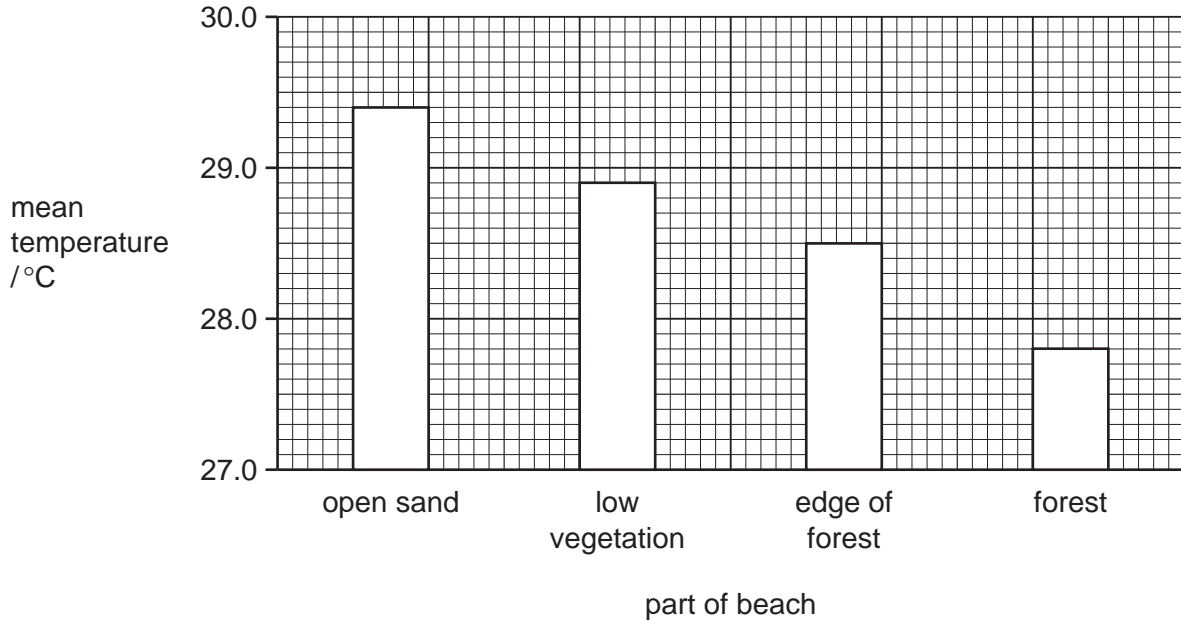 30.0
29.0
28.0
27.0
mean
temperature
/ °C
open sand
low
vegetation
edge of
forest
forest
part of beach